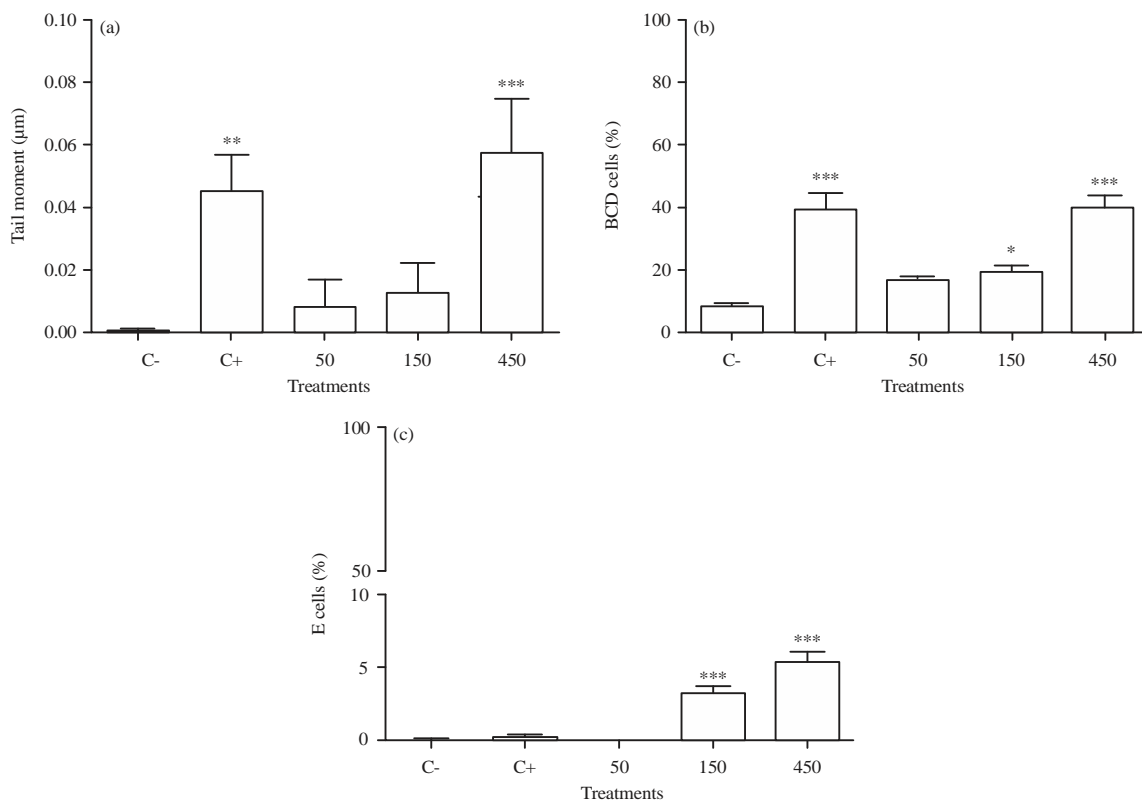 (a)
Tail moment (µm)
0.10
0.08
0.06
0.04
0.02
0.00
**
***
C- C+ 50 150 450
Treatments
(b)
BCD cells (%)
100
80
60
40
20
0
***
*
***
C- C+ 50 150 450
Treatments
(c)
E cells (%)
100
50
10
5
0
***
***
C- C+ 50 150 450
Treatments